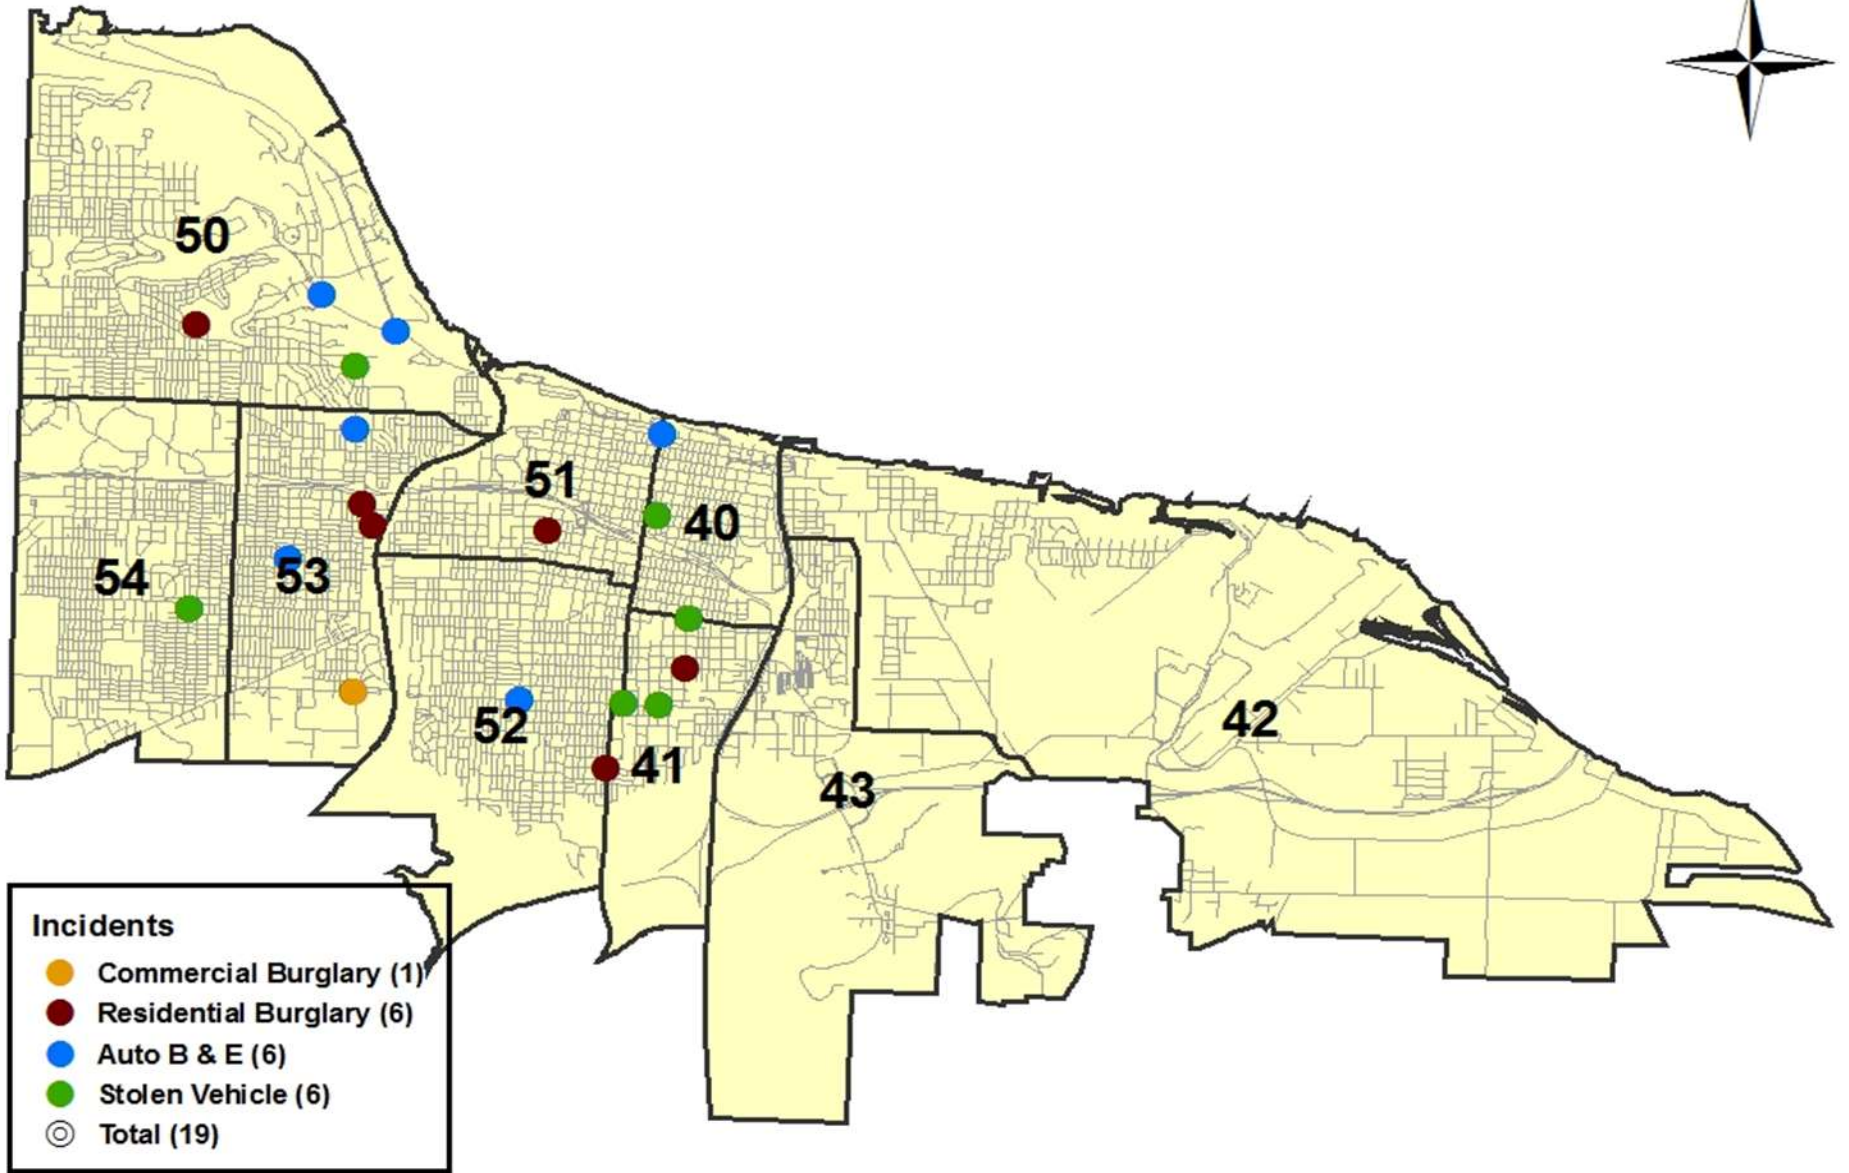 50
51
40
54
53
42
52
41
43
Incidents
Commercial Burglary (1)
Residential Burglary (6)
Auto B & E (6)
Stolen Vehicle (6)
Total (19)